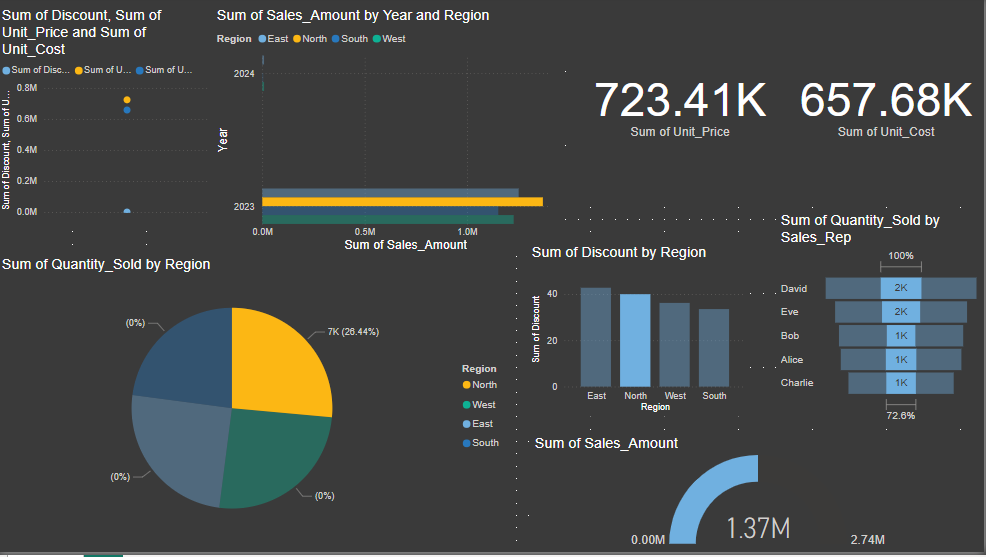 Sum of Discount, Sum of
Unit_Price and Sum of
Unit_Cost
Sum of Disc... Sum of U... Sum of U...
Sum of Discount, Sum of U...
0.8M
0.6M
0.4M
0.2M
0.0M
Sum of Sales_Amount by Year and Region
Region East North South West
Year
2024
2023
0.0M 0.5M 1.0M
Sum of Sales_Amount
723.41K
Sum of Unit_Price
657.68K
Sum of Unit_Cost
Sum of Quantity_Sold by Region
(0%)
7K (26.44%)
(0%)
(0%)
Region
North
West
East
South
Sum of Discount by Region
Sum of Discount
40
20
0
East North West South
Region
Sum of Quantity_Sold by
Sales_Rep
100%
David 2K
Eve 2K
Bob 1K
Alice 1K
Charlie 1K
72.6%
Sum of Sales_Amount
1.37M
0.00M 2.74M